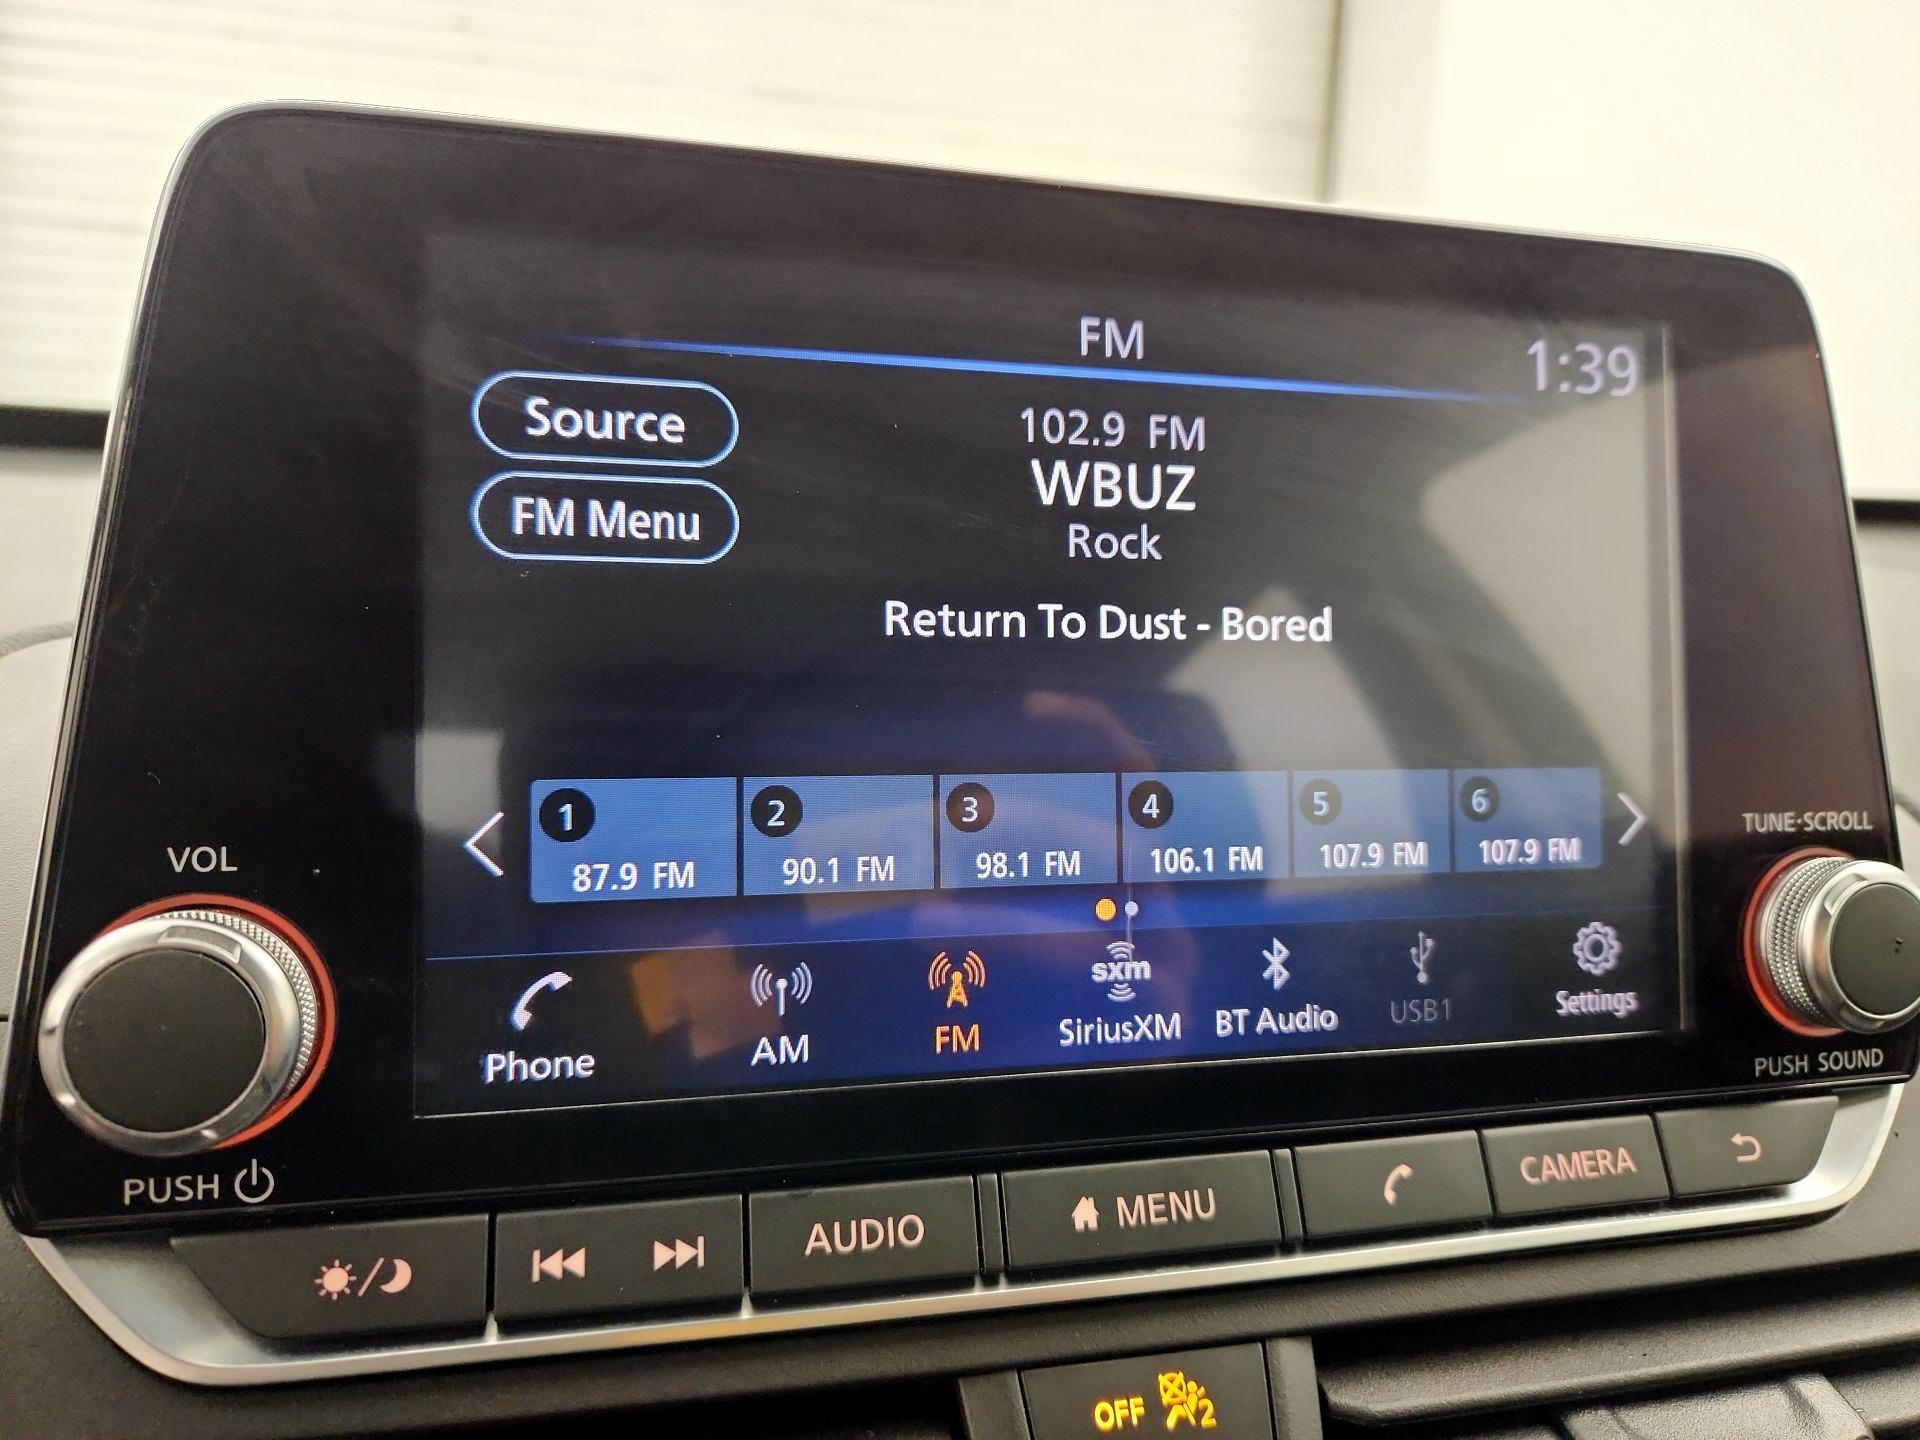 FM
1:39
Source
102.9 FM
WBUZ
FM Menu
Rock
Return To Dust - Bored
1
2
3
4
5
6
87.9 FM
90.1 FM
98.1 FM
106.1 FM
107.9 FM
107.9 FM
VOL
TUNE·SCROLL
sxm
Phone
AM
FM
SiriusXM
BT Audio
USB1
Settings
PUSH
PUSH SOUND
AUDIO
MENU
CAMERA
OFF
2